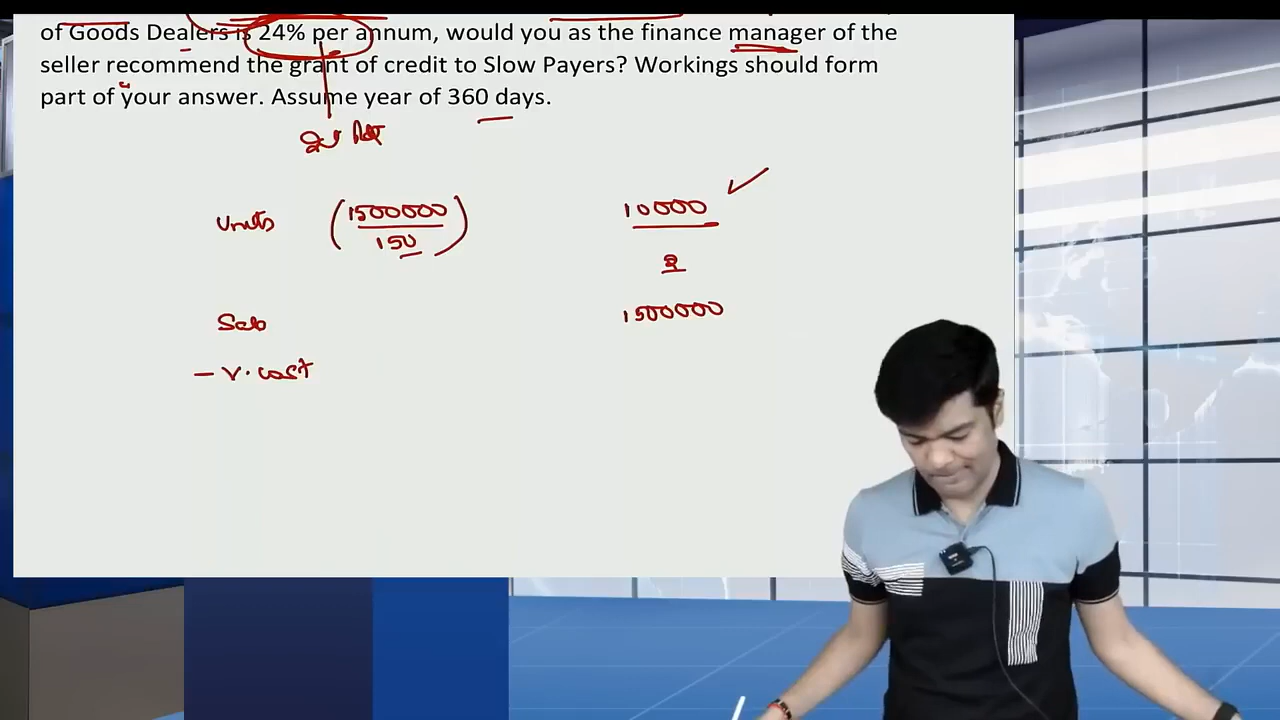 of Goods Dealers is 24% per annum, would you as the finance manager of the
seller recommend the grant of credit to Slow Payers? Workings should form
part of your answer. Assume year of 360 days.
Units (1500000/150) 10000
1500000
- V. cost